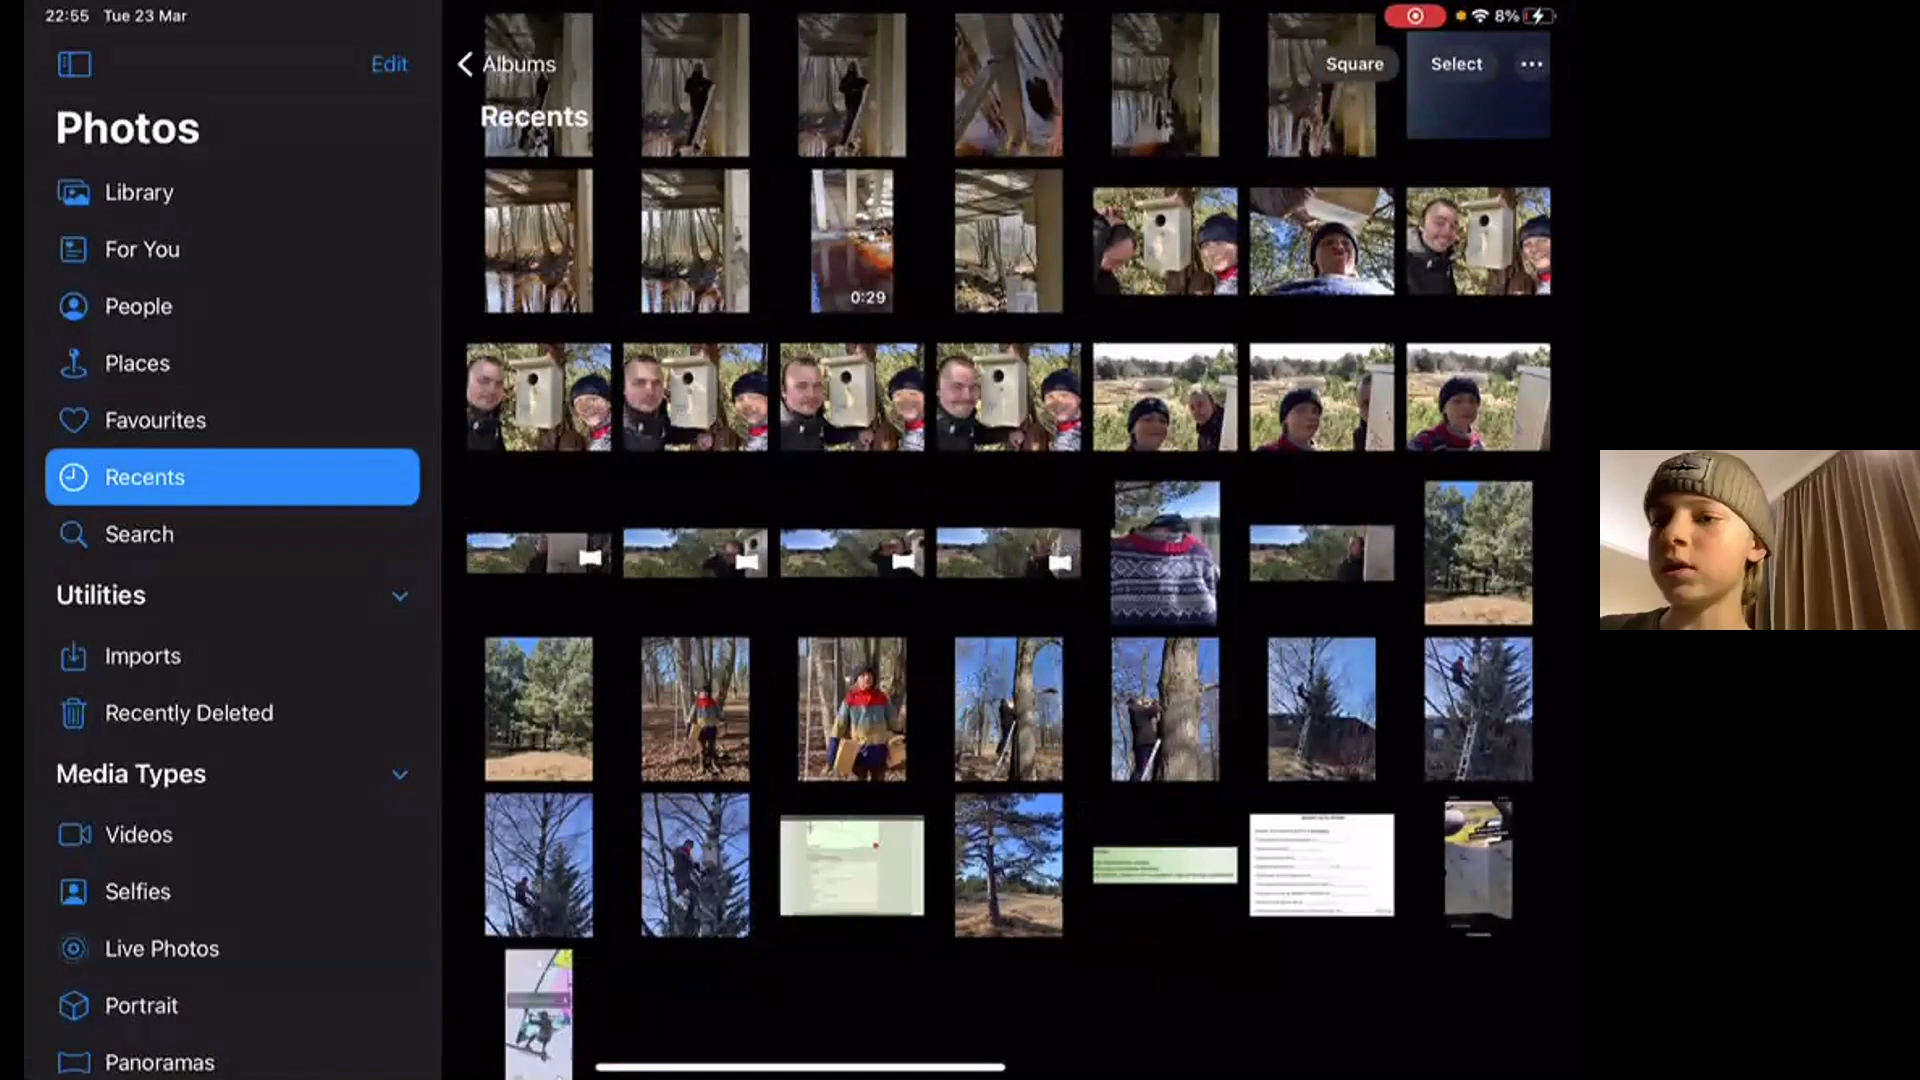 22:55 Tue 23 Mar
8%
Edit
Photos
Library
For You
People
Places
Favourites
Recents
Search
Utilities
Imports
Recently Deleted
Media Types
Videos
Selfies
Live Photos
Portrait
Panoramas
Albums
Square
Select
Recents
0:29